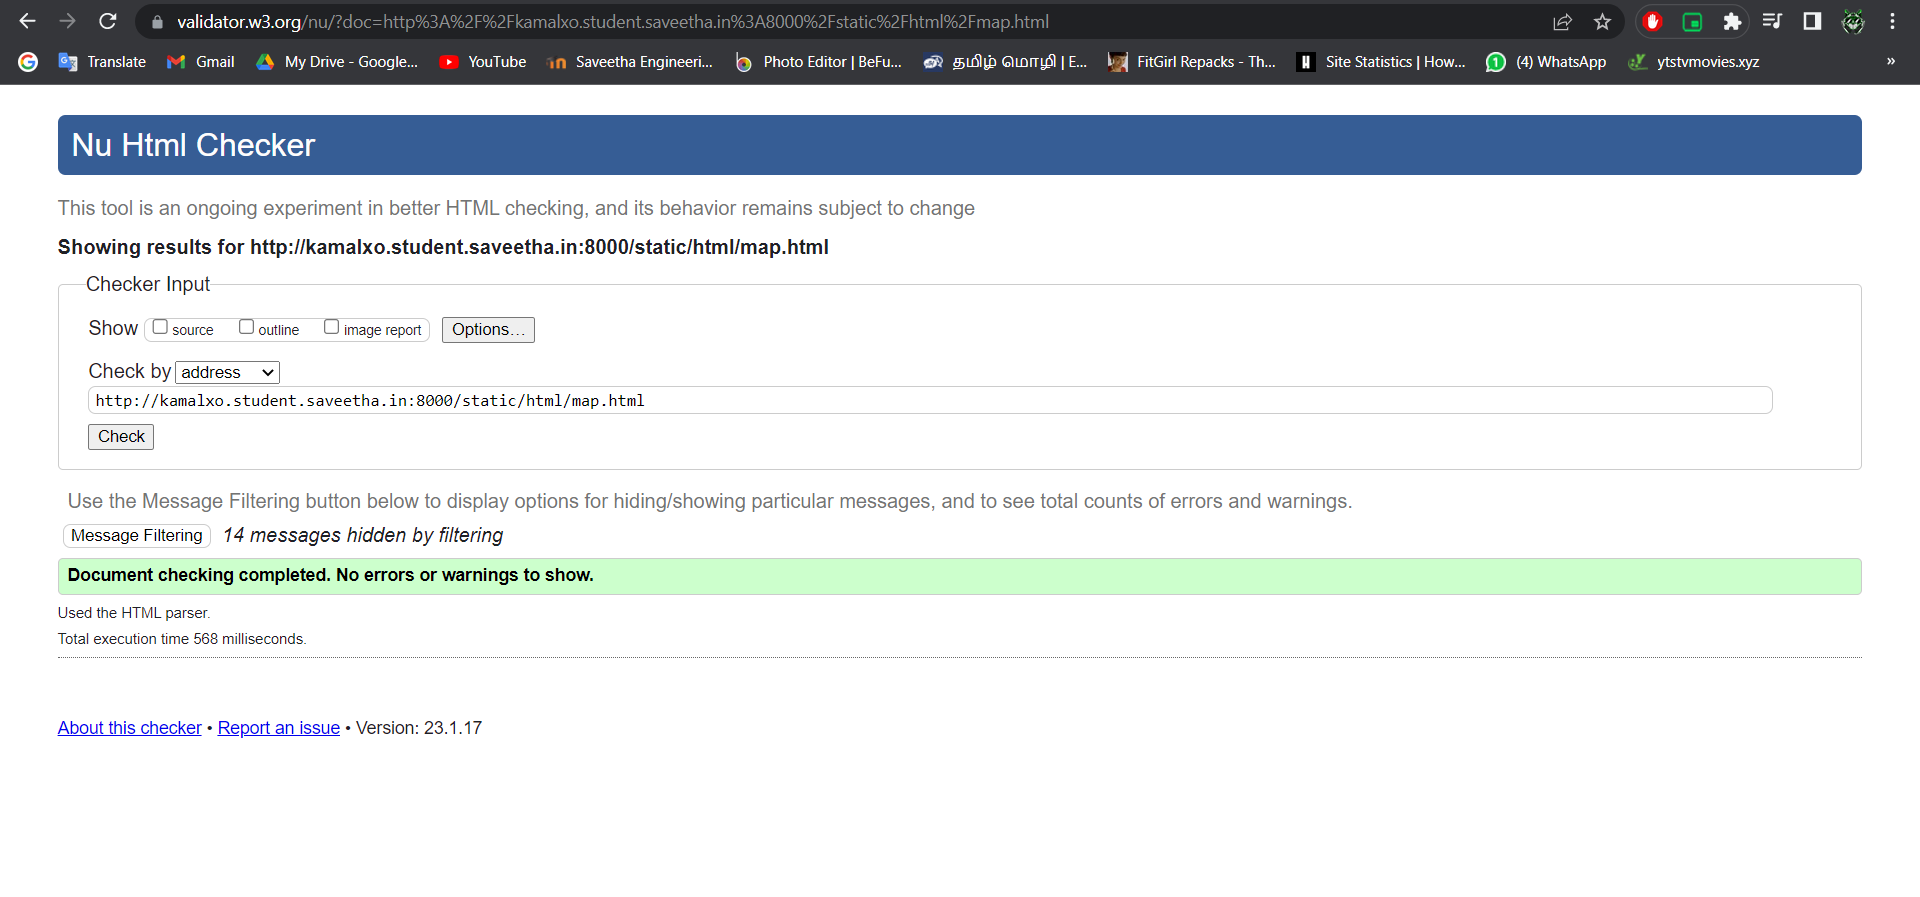 validator.w3.org/nu/?doc=http%3A%2F%2Fkamalxo.student.saveetha.in%3A8000%2Fstatic%2Fhtml%2Fmap.html
Translate Gmail My Drive - Google... YouTube Saveetha Engineeri... Photo Editor | BeFu... தமிழ் மொழி | E... FitGirl Repacks - Th... Site Statistics | How... (4) WhatsApp ytstvmovies.xyz »
Nu Html Checker
This tool is an ongoing experiment in better HTML checking, and its behavior remains subject to change
Showing results for http://kamalxo.student.saveetha.in:8000/static/html/map.html
Checker Input
Show source outline image report Options...
Check by address
http://kamalxo.student.saveetha.in:8000/static/html/map.html
Check
Use the Message Filtering button below to display options for hiding/showing particular messages, and to see total counts of errors and warnings.
Message Filtering 14 messages hidden by filtering
Document checking completed. No errors or warnings to show.
Used the HTML parser.
Total execution time 568 milliseconds.
About this checker • Report an issue • Version: 23.1.17